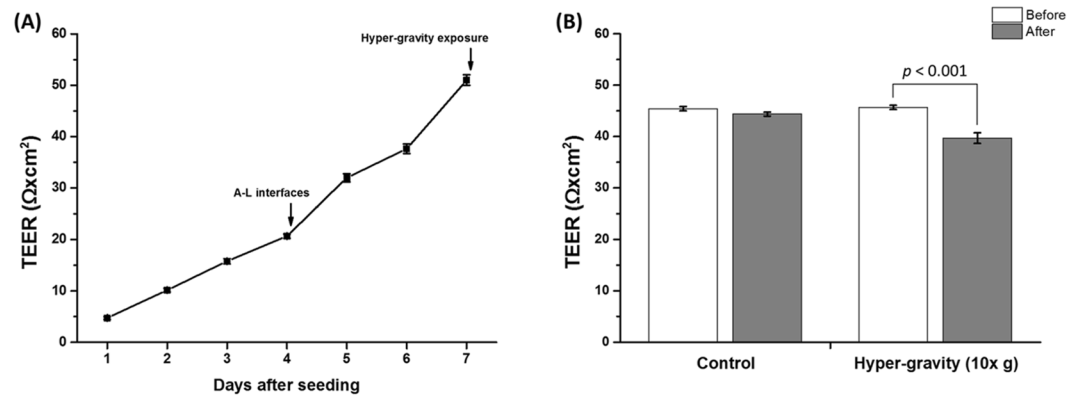 (A)
60
50
40
30
20
10
0
TEER (Ωxcm²)
Hyper-gravity exposure
A-L interfaces
1 2 3 4 5 6 7
Days after seeding
(B)
Before
After
60
50
40
30
20
10
0
TEER (Ωxcm²)
p < 0.001
Control Hyper-gravity (10x g)